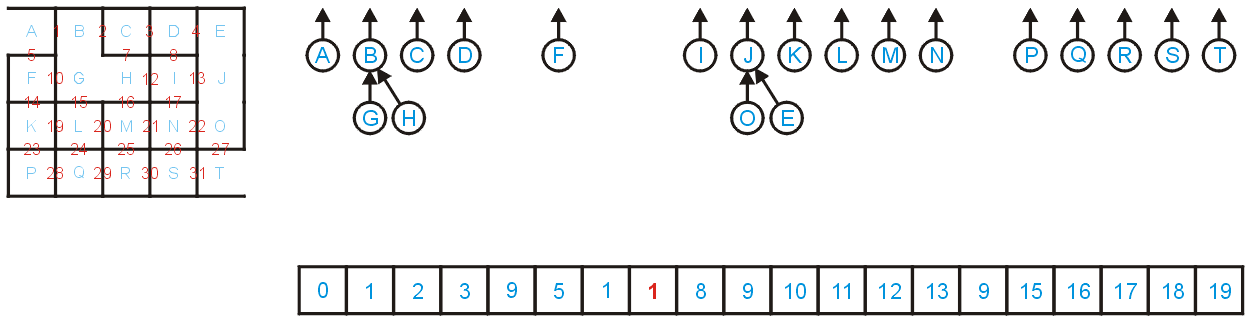 A 1 B 2 C 3 D 4 E
5 7 8
F 10 G H 12 I 13 J
14 15 16 17
K 19 L 20 M 21 N 22 O
23 24 25 26 27
P 28 Q 29 R 30 S 31 T
A B C D F I J K L M N P Q R S T
G H O E
0 1 2 3 9 5 1 1 8 9 10 11 12 13 9 15 16 17 18 19